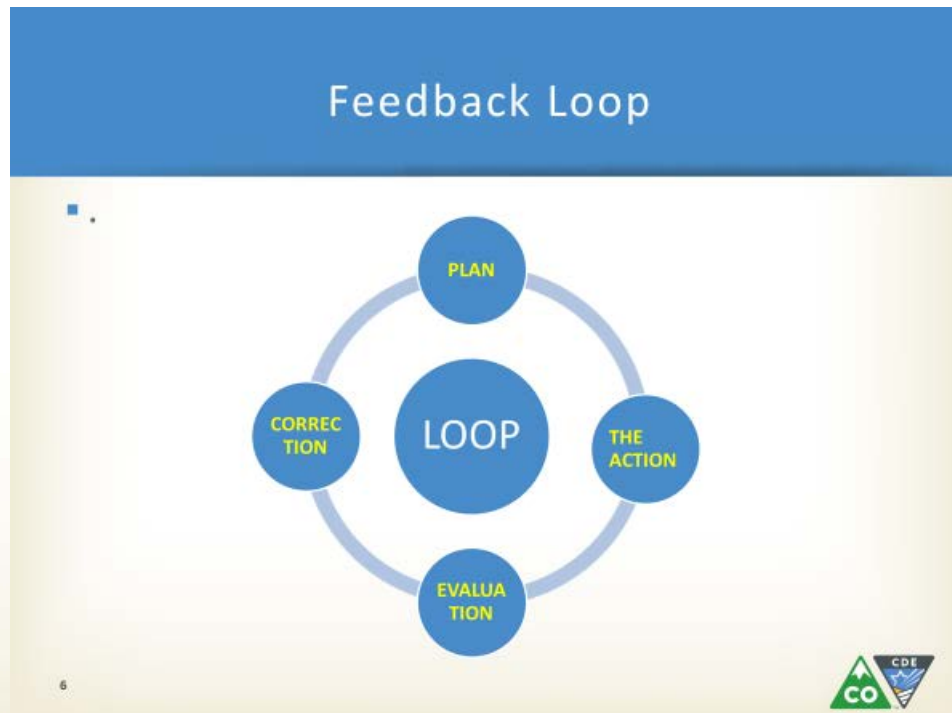 Feedback Loop
.
PLAN
CORREC
TION
LOOP
THE
ACTION
EVALUA
TION
6
CO
CDE